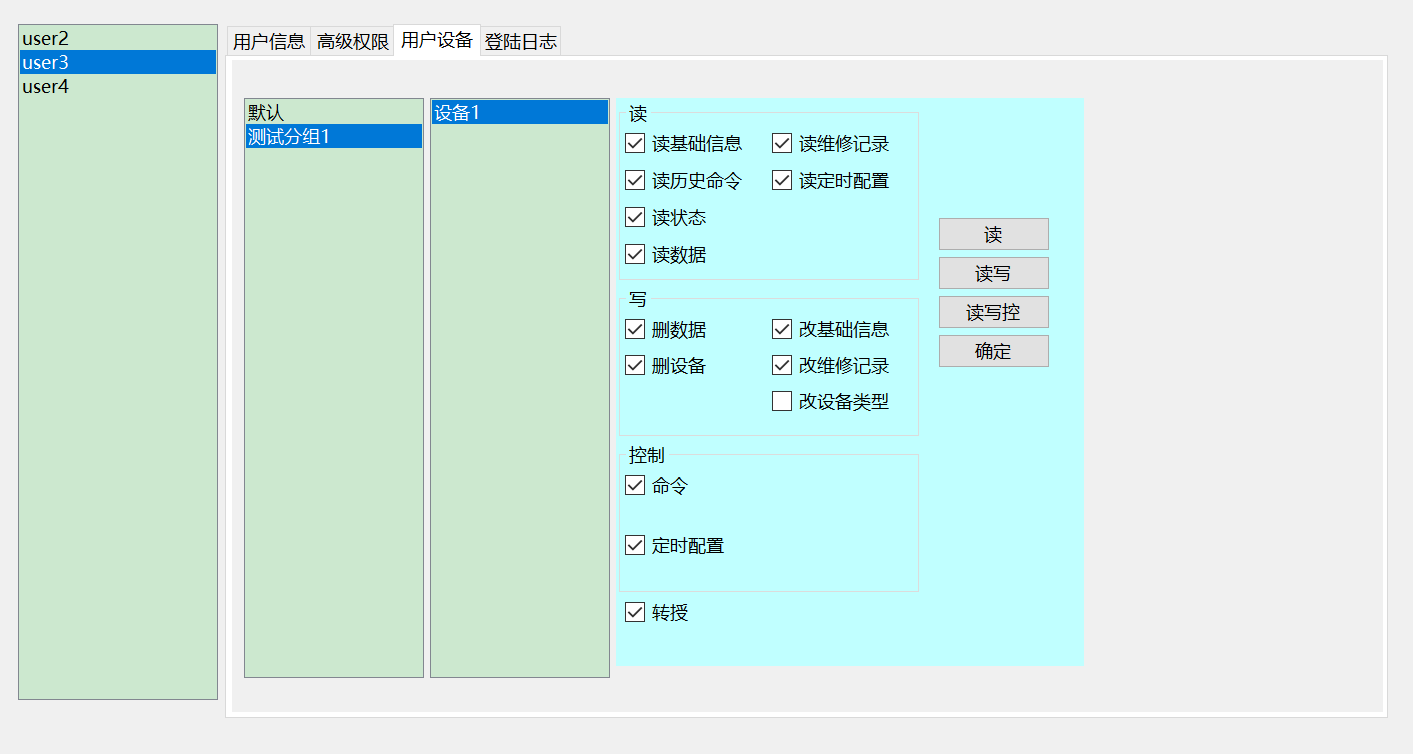 user2
user3
user4
用户信息 高级权限 用户设备 登陆日志
默认
测试分组1
设备1
读
读基础信息 读维修记录
读历史命令 读定时配置
读状态
读数据
写
删数据 改基础信息
删设备 改维修记录
改设备类型
控制
命令
定时配置
转授
读
读写
读写控
确定